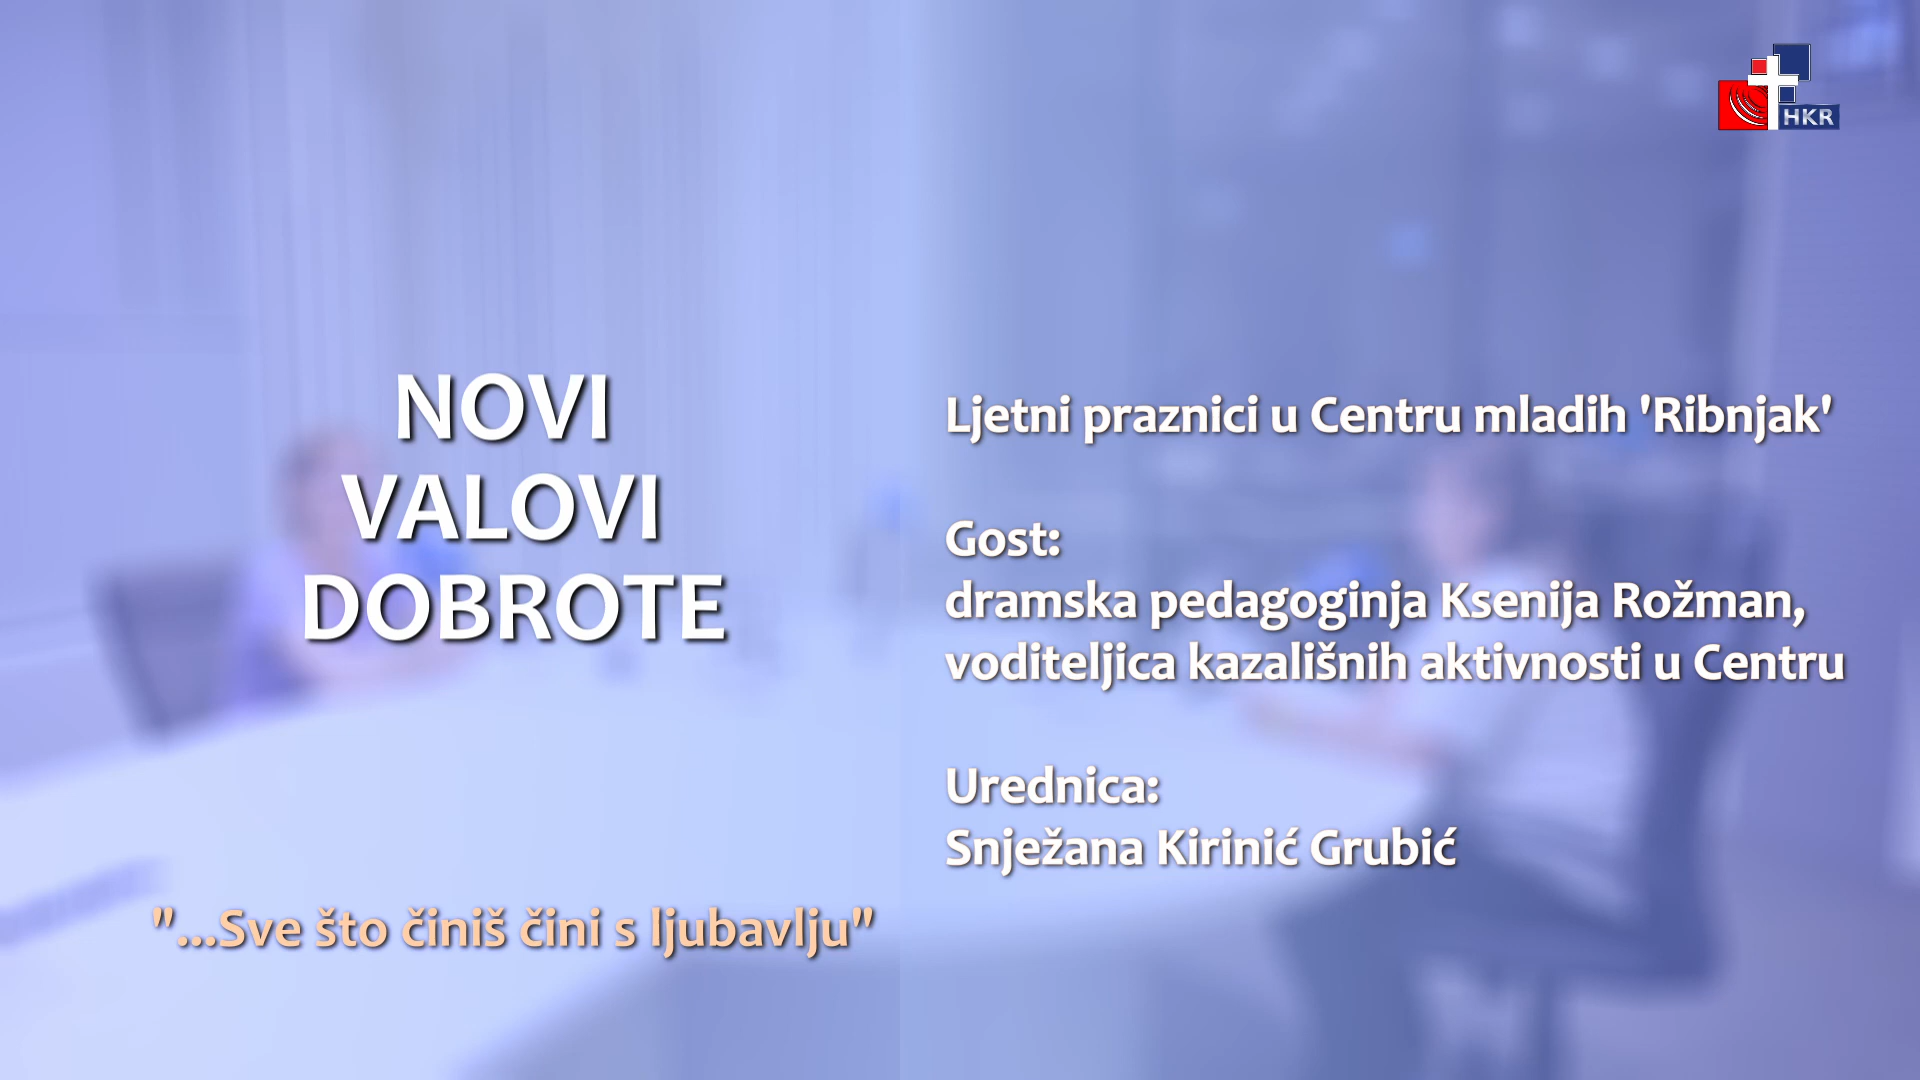 HKR
NOVI
VALOVI
DOBROTE
"...Sve što činiš čini s ljubavlju"
Ljetni praznici u Centru mladih 'Ribnjak'
Gost:
dramska pedagoginja Ksenija Rožman,
voditeljica kazališnih aktivnosti u Centru
Urednica:
Snježana Kirinić Grubić